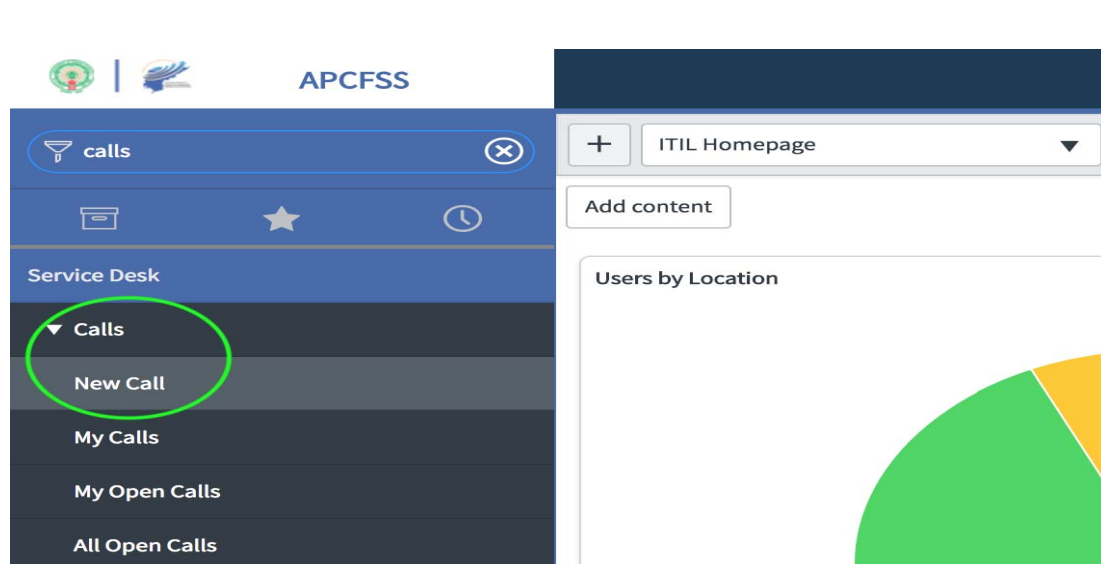 APCFSS
calls
ITIL Homepage
Add content
Service Desk
Users by Location
Calls
New Call
My Calls
My Open Calls
All Open Calls